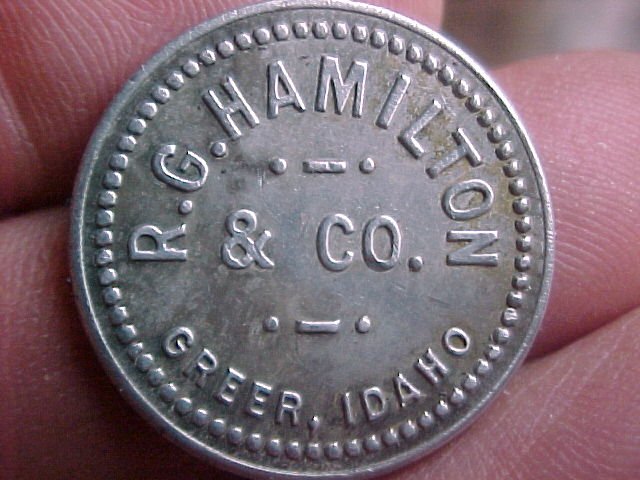 R.G. HAMILTON
& CO.
GREER, IDAHO